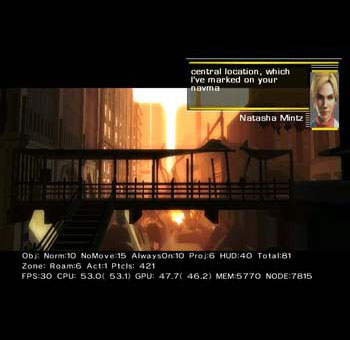 central location, which
I've marked on your
navma
Natasha Mintz
Obj: Norm:10 NoMove:15 AlwaysOn:10 Proj:6 HUD:40 Total:81
Zone: Roam:6 Act:1 Ptcls: 421
FPS:30 CPU: 53.0( 53.1) GPU: 47.7( 46.2) MEM:5770 NODE:7815